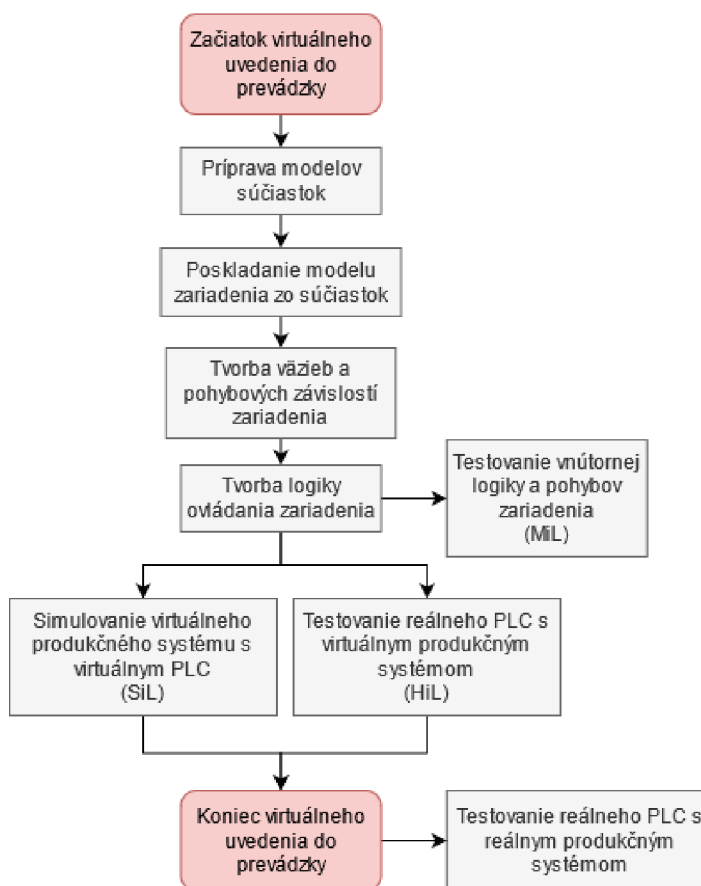 Začiatok virtuálneho
uvedenia do
prevádzky
Príprava modelov
súčiastok
Poskladanie modelu
zariadenia zo súčiastok
Tvorba väzieb a
pohybových závislostí
zariadenia
Tvorba logiky
ovládania zariadenia
Testovanie vnútornej
logiky a pohybov
zariadenia
(MiL)
Simulovanie virtuálneho
produkčného systému s
virtuálnym PLC
(SiL)
Testovanie reálneho PLC s
virtuálnym produkčným
systémom
(HiL)
Koniec virtuálneho
uvedenia do
prevádzky
Testovanie reálneho PLC s
reálnym produkčným
systémom